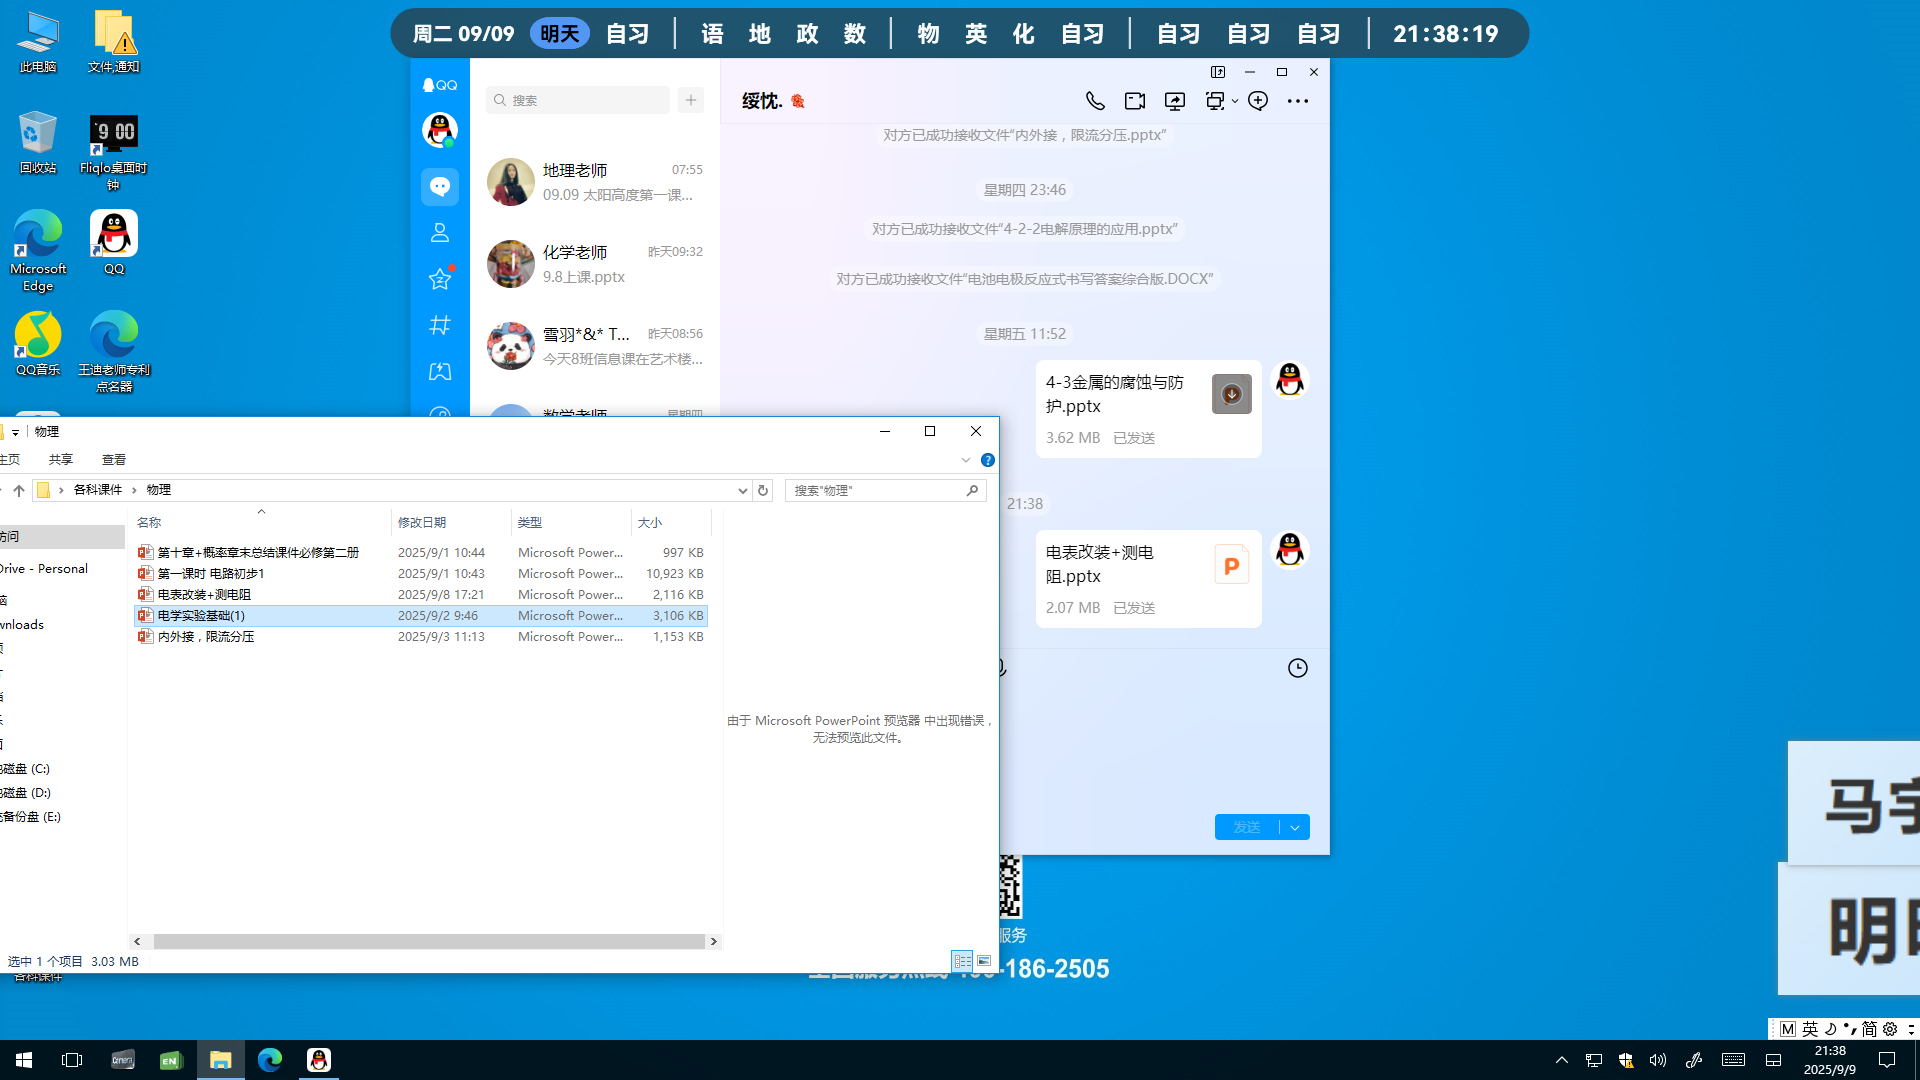 周二 09/09 明天 自习 语 地 政 数 物 英 化 自习 自习 自习 自习 21:38:19
此电脑
文件,通知
回收站
Fliqlo桌面时钟
Microsoft Edge
QQ
QQ音乐
王迪老师专利点名器
QQ
搜索
地理老师 07:55
09.09 太阳高度第一课...
化学老师 昨天09:32
9.8上课.pptx
雪羽*&* T... 昨天08:56
今天8班信息课在艺术楼...
数学老师 星期四
绥忱.
对方已成功接收文件“内外接，限流分压.pptx”
星期四 23:46
对方已成功接收文件“4-2-2电解原理的应用.pptx”
对方已成功接收文件“电池电极反应式书写答案综合版.DOCX”
星期五 11:52
4-3金属的腐蚀与防
护.pptx
3.62 MB 已发送
21:38
电表改装+测电
阻.pptx
2.07 MB 已发送
发送
物理
主页 共享 查看
各科课件 › 物理
搜索"物理"
名称 修改日期 类型 大小
第十章+概率章末总结课件必修第二册 2025/9/1 10:44 Microsoft Power... 997 KB
第一课时 电路初步1 2025/9/1 10:43 Microsoft Power... 10,923 KB
电表改装+测电阻 2025/9/8 17:21 Microsoft Power... 2,116 KB
电学实验基础(1) 2025/9/2 9:46 Microsoft Power... 3,106 KB
内外接，限流分压 2025/9/3 11:13 Microsoft Power... 1,153 KB
访问
Drive - Personal
脑
wnloads
磁盘 (C:)
磁盘 (D:)
备份盘 (E:)
由于 Microsoft PowerPoint 预览器 中出现错误，
无法预览此文件。
选中 1 个项目 3.03 MB
各科课件
服务
-186-2505
马宇
明
M 英 简
EN
21:38
2025/9/9